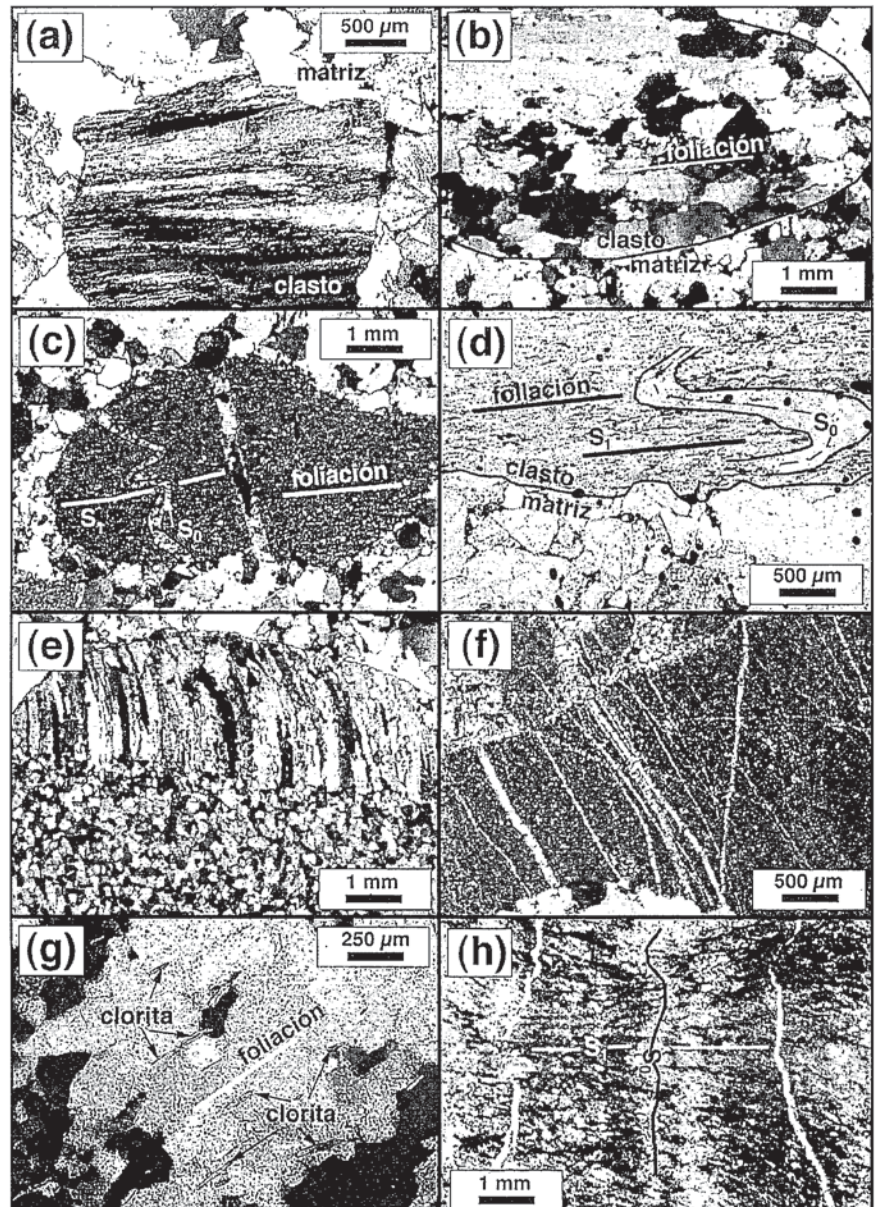 (a)
500 µm
matriz
clasto
(b)
foliación
clasto
matriz
1 mm
(c)
1 mm
foliación
S₁
S₀
(d)
foliación
S₁
S₀
clasto
matriz
500 µm
(e)
1 mm
(f)
500 µm
(g)
250 µm
clorita
foliación
clorita
(h)
S₀
1 mm